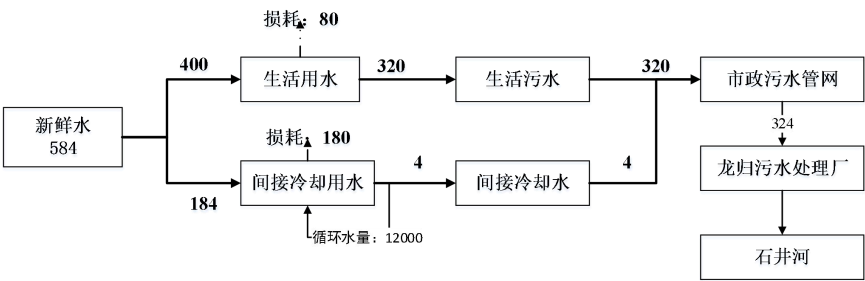 损耗：80
400
生活用水
320
生活污水
320
市政污水管网
新鲜水
584
损耗：180
324
184
间接冷却用水
4
间接冷却水
4
龙归污水处理厂
循环水量：12000
石井河